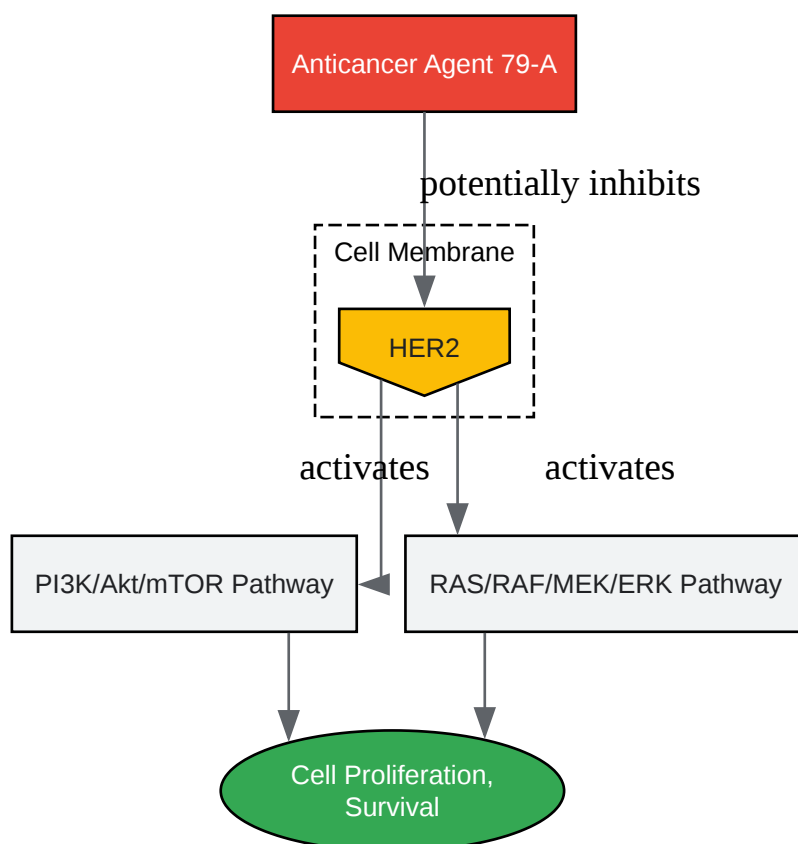 Anticancer Agent 79-A
potentially inhibits
Cell Membrane
HER2
activates
activates
PI3K/Akt/mTOR Pathway
RAS/RAF/MEK/ERK Pathway
Cell Proliferation,
Survival